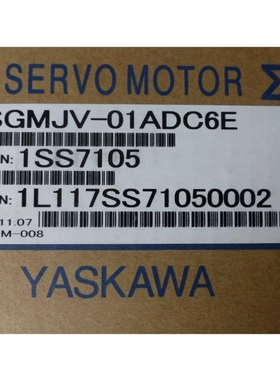 SERVO MOTOR Σ
SGMJV-01ADC6E
N: 1SS7105
N: 1L117SS71050002
11.07
M-008
YASKAWA